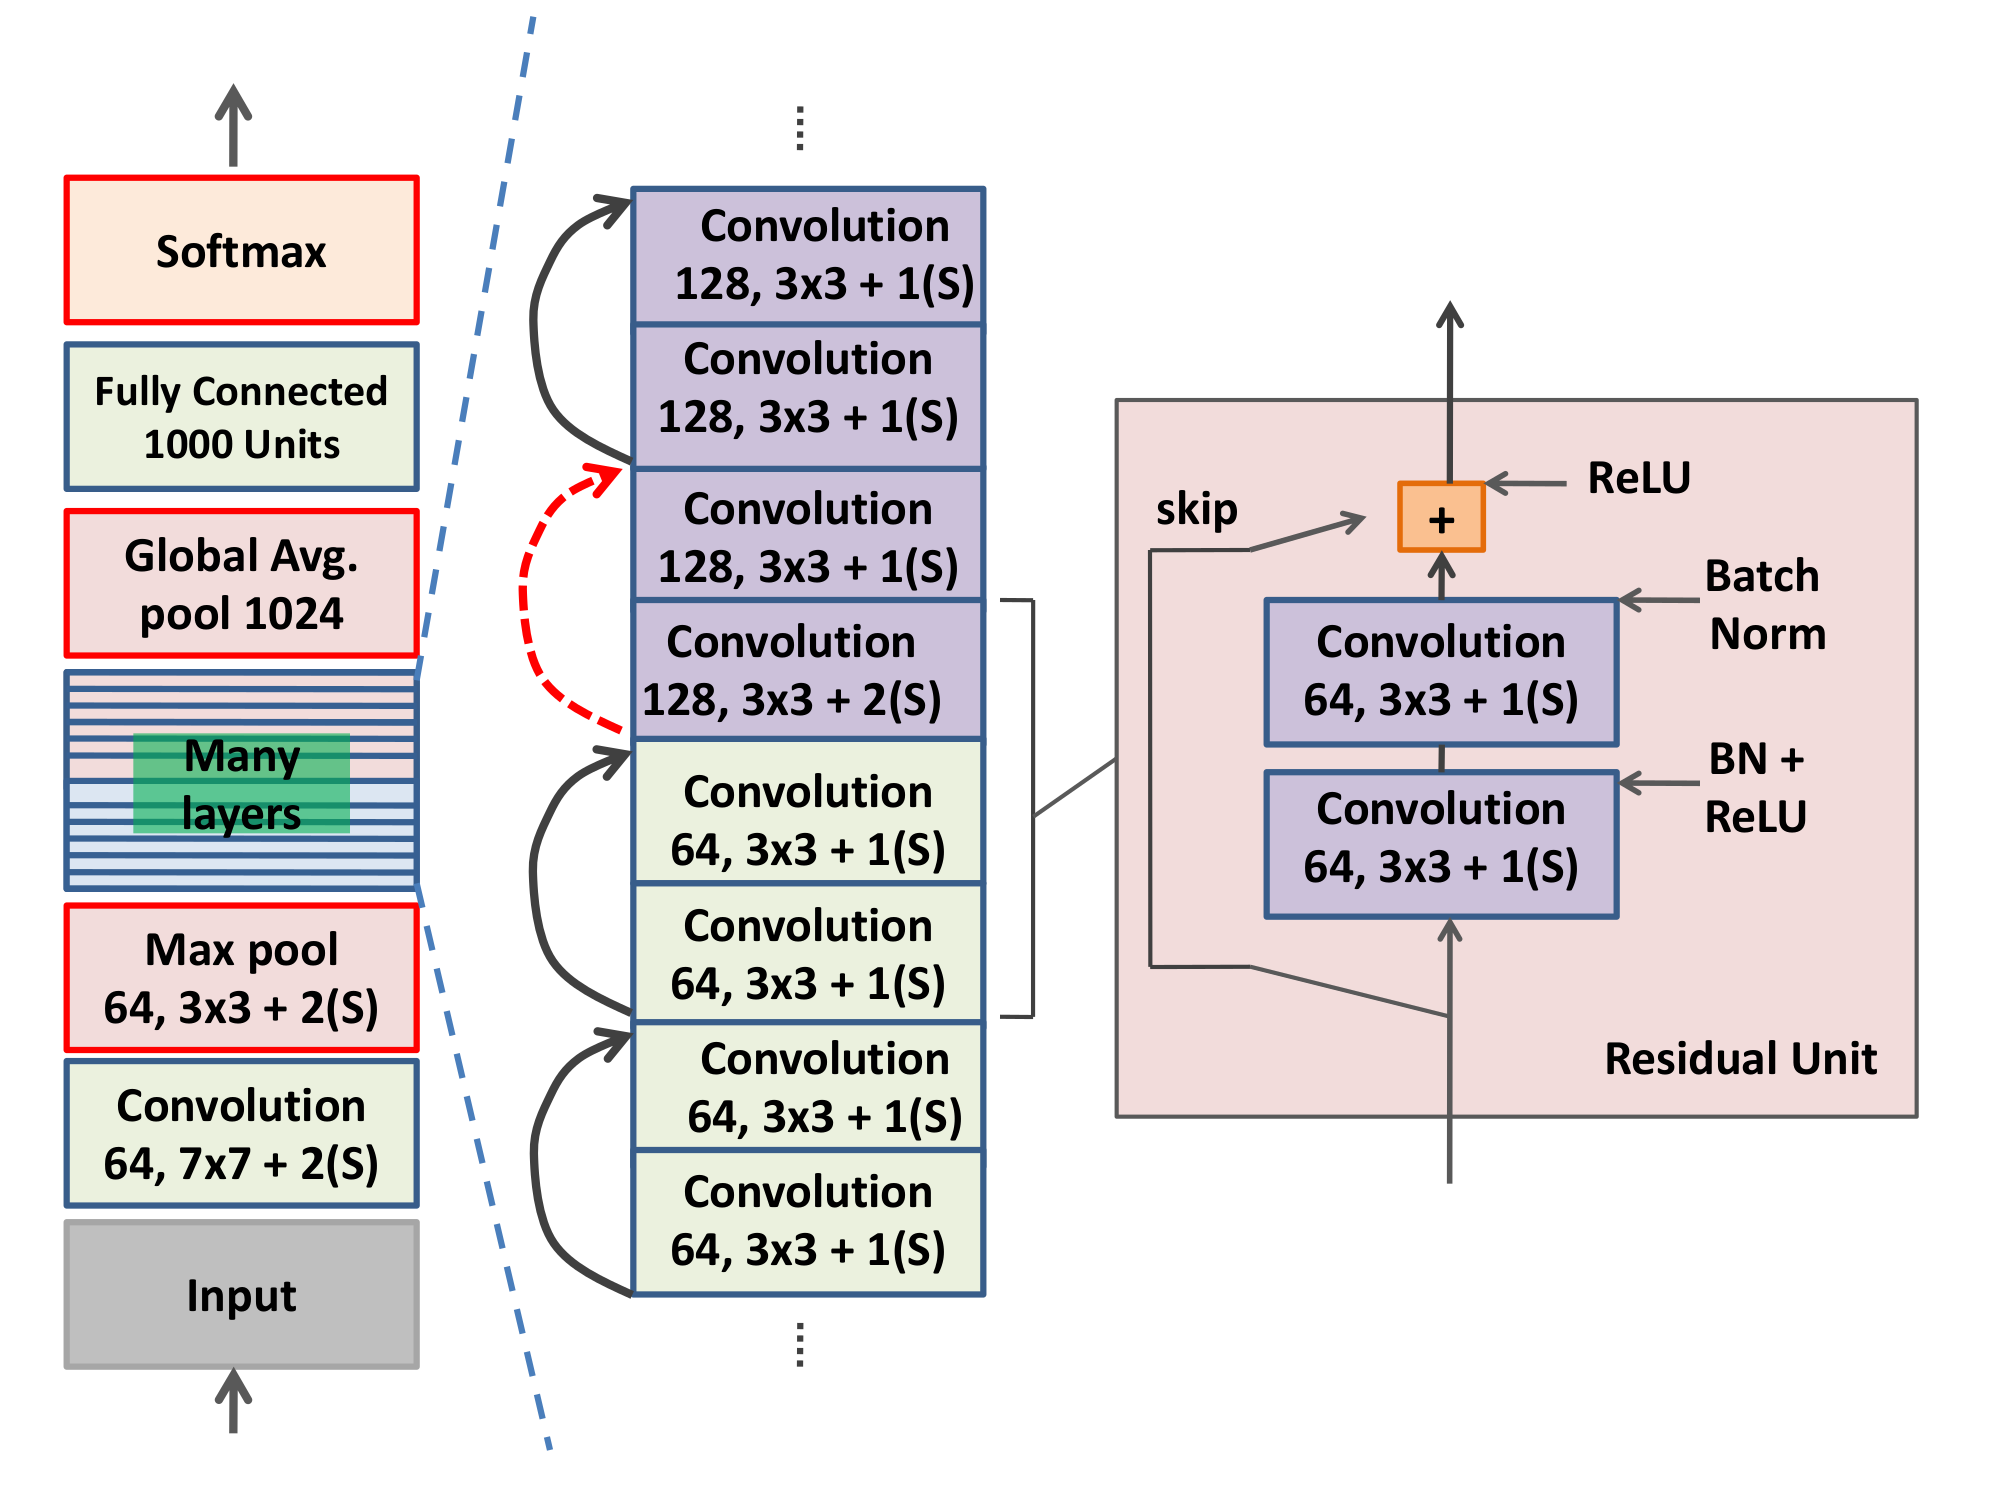 Softmax
Fully Connected
1000 Units
Global Avg.
pool 1024
Many
layers
Max pool
64, 3x3 + 2(S)
Convolution
64, 7x7 + 2(S)
Input
Convolution
128, 3x3 + 1(S)
Convolution
128, 3x3 + 1(S)
Convolution
128, 3x3 + 1(S)
Convolution
128, 3x3 + 2(S)
Convolution
64, 3x3 + 1(S)
Convolution
64, 3x3 + 1(S)
Convolution
64, 3x3 + 1(S)
Convolution
64, 3x3 + 1(S)
ReLU
skip
+
Batch
Norm
Convolution
64, 3x3 + 1(S)
BN +
ReLU
Convolution
64, 3x3 + 1(S)
Residual Unit